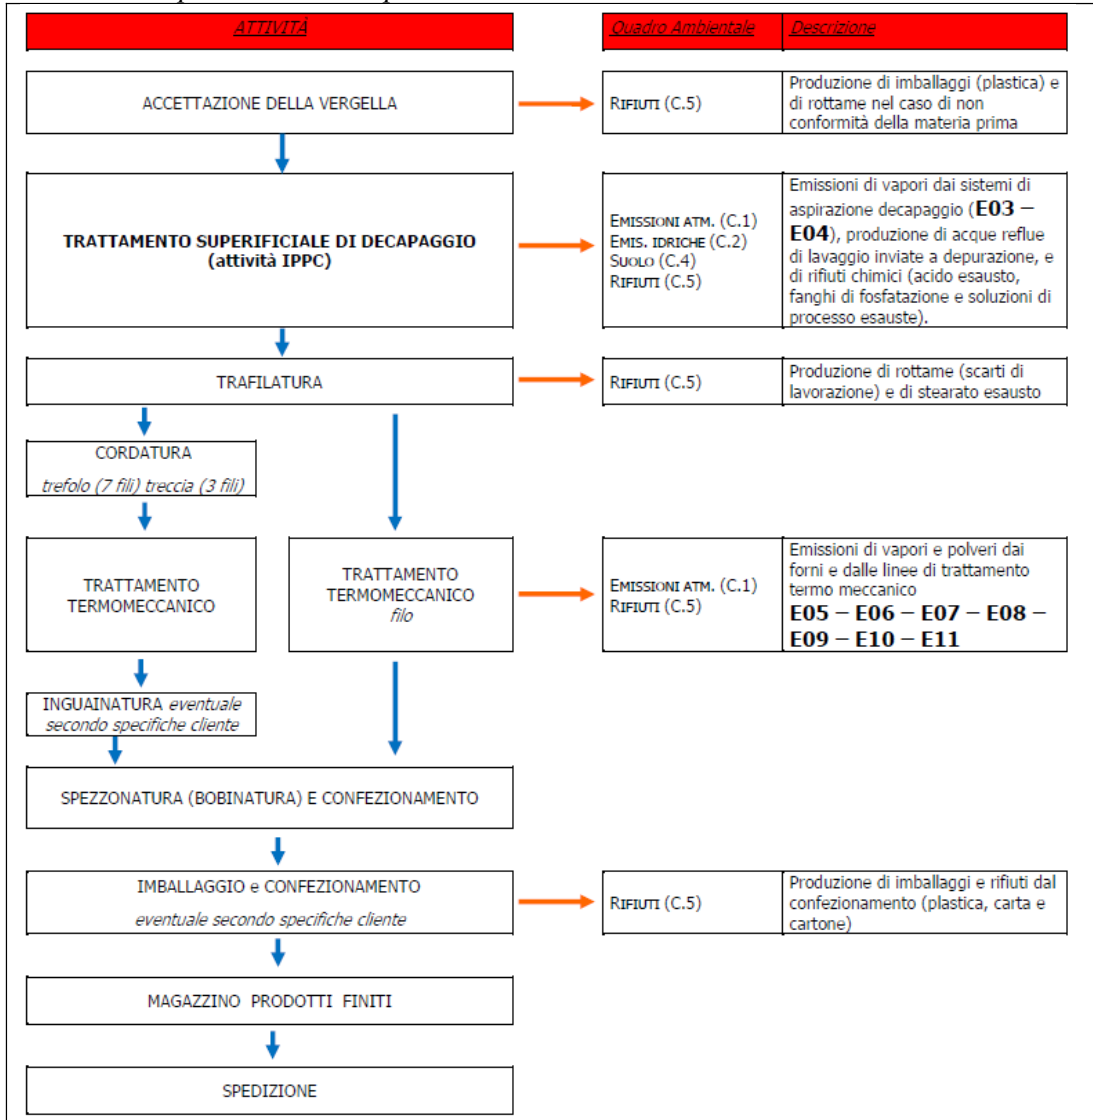 ATTIVITÀ
Quadro Ambientale
Descrizione
ACCETTAZIONE DELLA VERGELLA
RIFIUTI (C.5)
Produzione di imballaggi (plastica) e
di rottame nel caso di non
conformità della materia prima
TRATTAMENTO SUPERIFICIALE DI DECAPAGGIO
(attività IPPC)
EMISSIONI ATM. (C.1)
EMIS. IDRICHE (C.2)
SUOLO (C.4)
RIFIUTI (C.5)
Emissioni di vapori dai sistemi di
aspirazione decapaggio (E03 –
E04), produzione di acque reflue
di lavaggio inviate a depurazione, e
di rifiuti chimici (acido esausto,
fanghi di fosfatazione e soluzioni di
processo esauste).
TRAFILATURA
RIFIUTI (C.5)
Produzione di rottame (scarti di
lavorazione) e di stearato esausto
CORDATURA
trefolo (7 fili) treccia (3 fili)
TRATTAMENTO
TERMOMECCANICO
TRATTAMENTO
TERMOMECCANICO
filo
EMISSIONI ATM. (C.1)
RIFIUTI (C.5)
Emissioni di vapori e polveri dai
forni e dalle linee di trattamento
termo meccanico
E05 – E06 – E07 – E08 –
E09 – E10 – E11
INGUAINATURA eventuale
secondo specifiche cliente
SPEZZONATURA (BOBINATURA) E CONFEZIONAMENTO
IMBALLAGGIO e CONFEZIONAMENTO
eventuale secondo specifiche cliente
RIFIUTI (C.5)
Produzione di imballaggi e rifiuti dal
confezionamento (plastica, carta e
cartone)
MAGAZZINO PRODOTTI FINITI
SPEDIZIONE